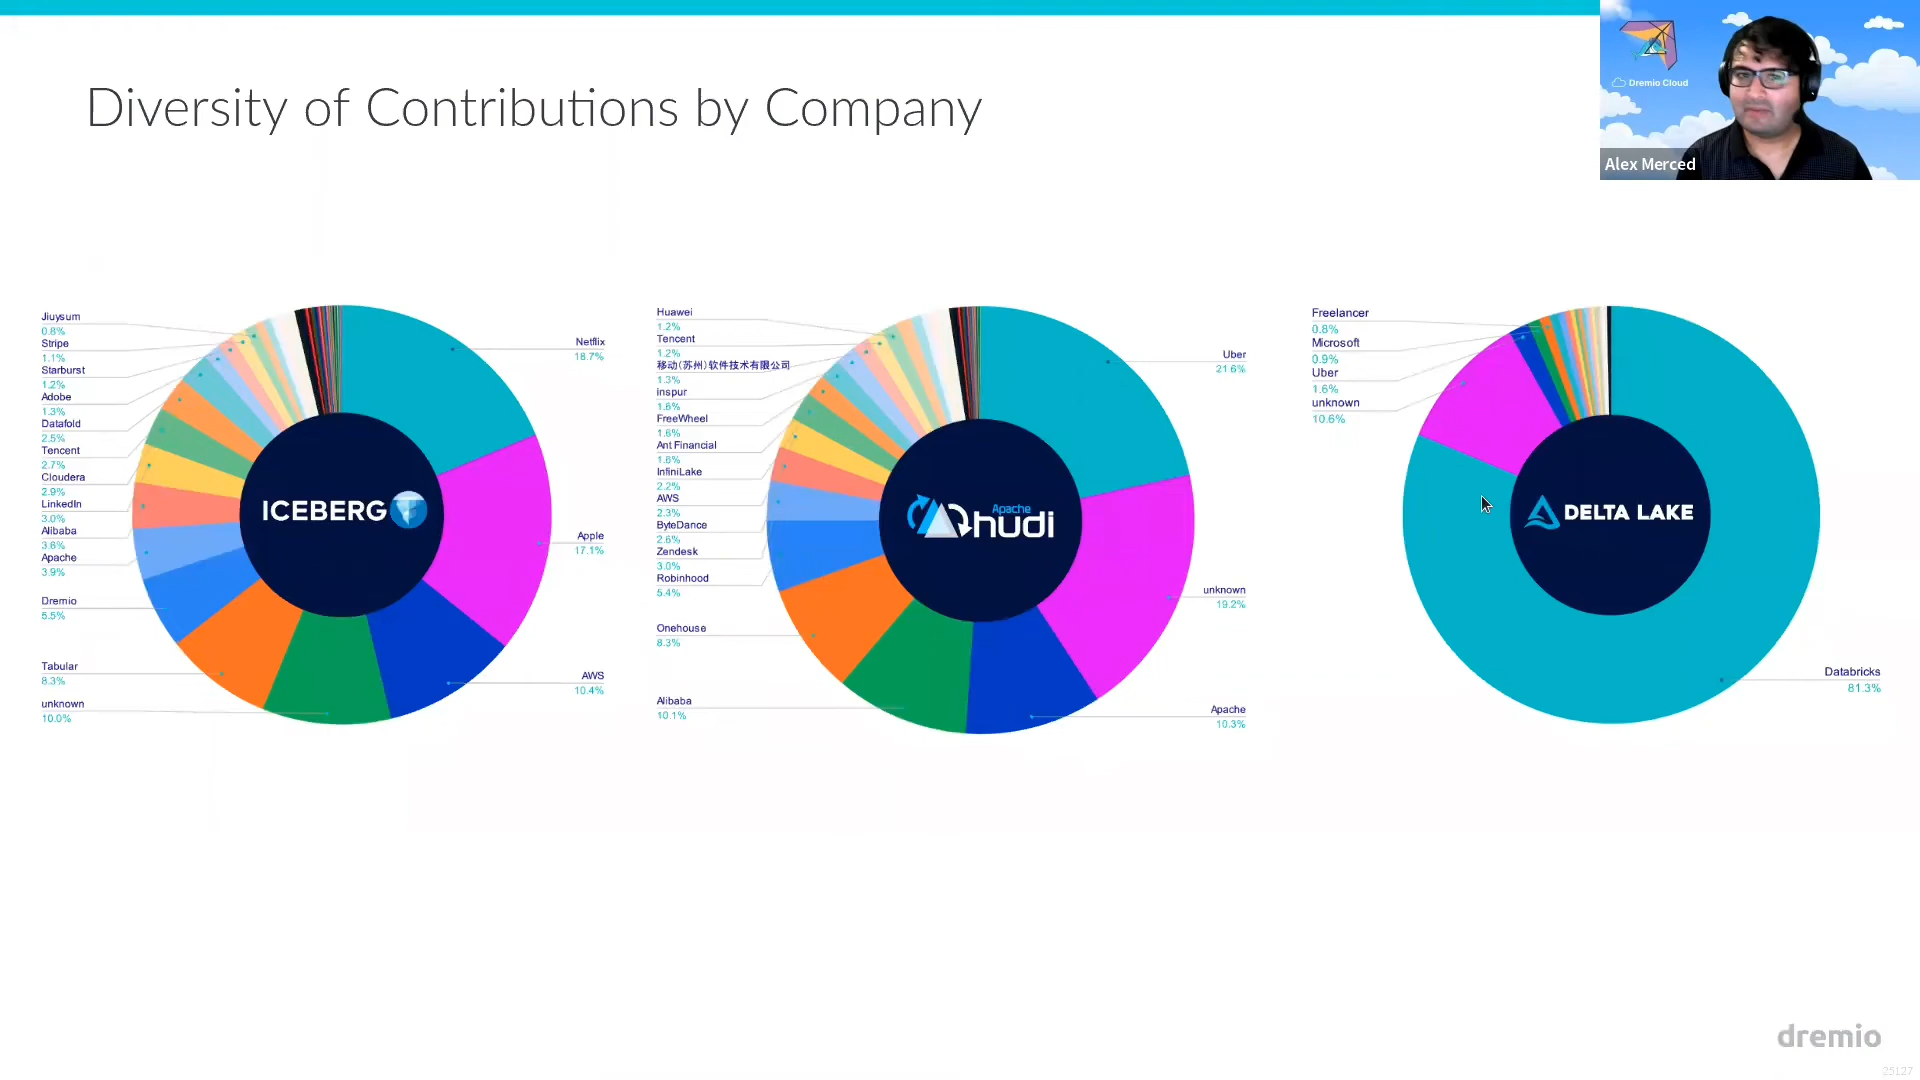 Diversity of Contributions by Company
Dremio Cloud
Alex Merced
Jiuysum
0.8%
Stripe
1.1%
Starburst
1.2%
Adobe
1.3%
Datafold
2.5%
Tencent
2.7%
Cloudera
2.9%
LinkedIn
3.0%
Alibaba
3.6%
Apache
3.9%
Dremio
5.5%
Tabular
8.3%
unknown
10.0%
ICEBERG
Netflix
18.7%
Apple
17.1%
AWS
10.4%
Huawei
1.2%
Tencent
1.2%
移动(苏州)软件技术有限公司
1.3%
inspur
1.6%
FreeWheel
1.6%
Ant Financial
1.6%
InfiniLake
2.2%
AWS
2.3%
ByteDance
2.6%
Zendesk
3.0%
Robinhood
5.4%
Onehouse
8.3%
Alibaba
10.1%
Apache
hudi
Uber
21.6%
unknown
19.2%
Apache
10.3%
Freelancer
0.8%
Microsoft
0.9%
Uber
1.6%
unknown
10.6%
DELTA LAKE
Databricks
81.3%
dremio
25127